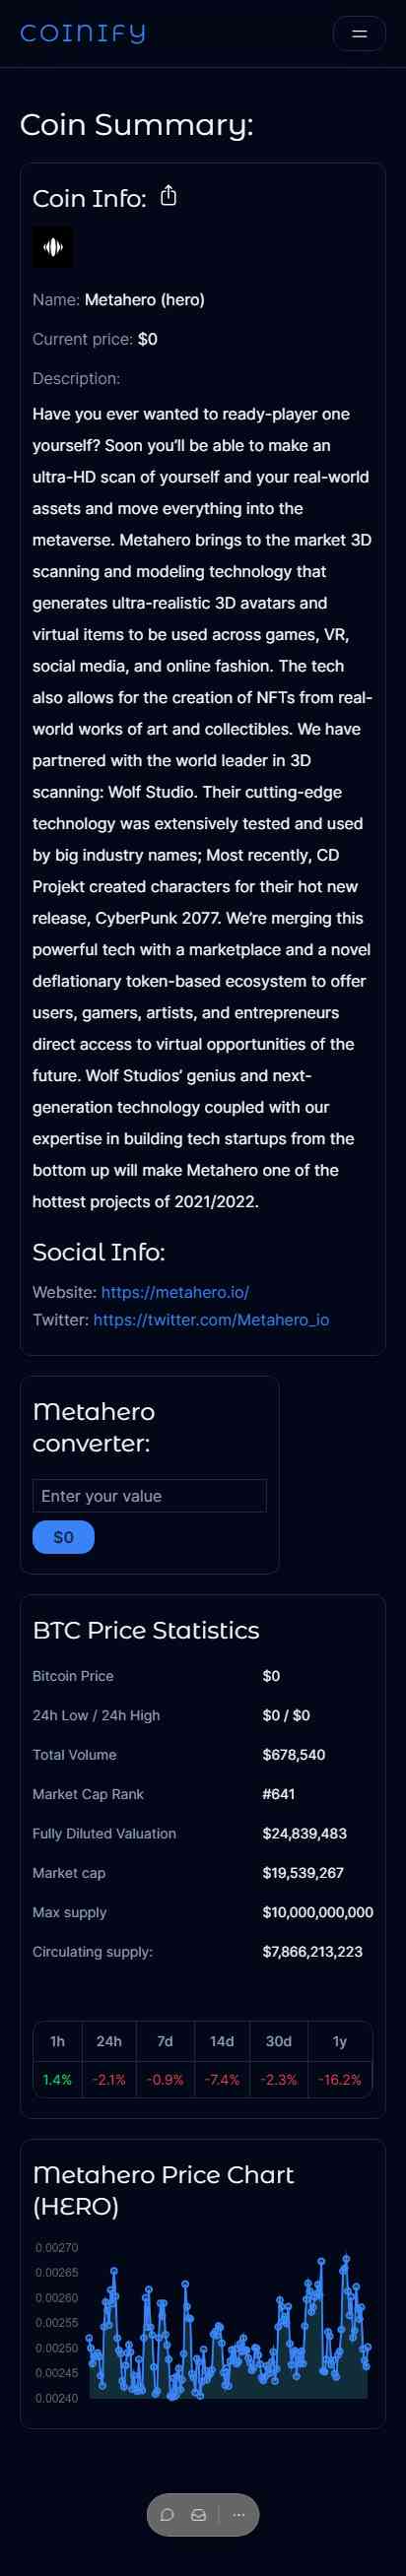 COINIFY
Coin Summary:
Coin Info:
Name: Metahero (hero)
Current price: $0
Description:
Have you ever wanted to ready-player one
yourself? Soon you'll be able to make an
ultra-HD scan of yourself and your real-world
assets and move everything into the
metaverse. Metahero brings to the market 3D
scanning and modeling technology that
generates ultra-realistic 3D avatars and
virtual items to be used across games, VR,
social media, and online fashion. The tech
also allows for the creation of NFTs from real-
world works of art and collectibles. We have
partnered with the world leader in 3D
scanning: Wolf Studio. Their cutting-edge
technology was extensively tested and used
by big industry names; Most recently, CD
Projekt created characters for their hot new
release, CyberPunk 2077. We're merging this
powerful tech with a marketplace and a novel
deflationary token-based ecosystem to offer
users, gamers, artists, and entrepreneurs
direct access to virtual opportunities of the
future. Wolf Studios' genius and next-
generation technology coupled with our
expertise in building tech startups from the
bottom up will make Metahero one of the
hottest projects of 2021/2022.
Social Info:
Website: https://metahero.io/
Twitter: https://twitter.com/Metahero_io
Metahero
converter:
Enter your value
$0
BTC Price Statistics
Bitcoin Price $0
24h Low / 24h High $0 / $0
Total Volume $678,540
Market Cap Rank #641
Fully Diluted Valuation $24,839,483
Market cap $19,539,267
Max supply $10,000,000,000
Circulating supply: $7,866,213,223
1h 24h 7d 14d 30d 1y
1.4% -2.1% -0.9% -7.4% -2.3% -16.2%
Metahero Price Chart
(HERO)
0.00270
0.00265
0.00260
0.00255
0.00250
0.00245
0.00240